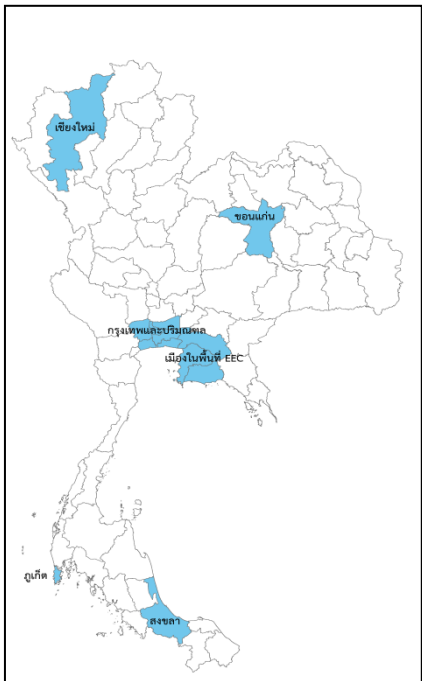 เชียงใหม่
ขอนแก่น
กรุงเทพและปริมณฑล
เมืองในพื้นที่ EEC
ภูเก็ต
สงขลา